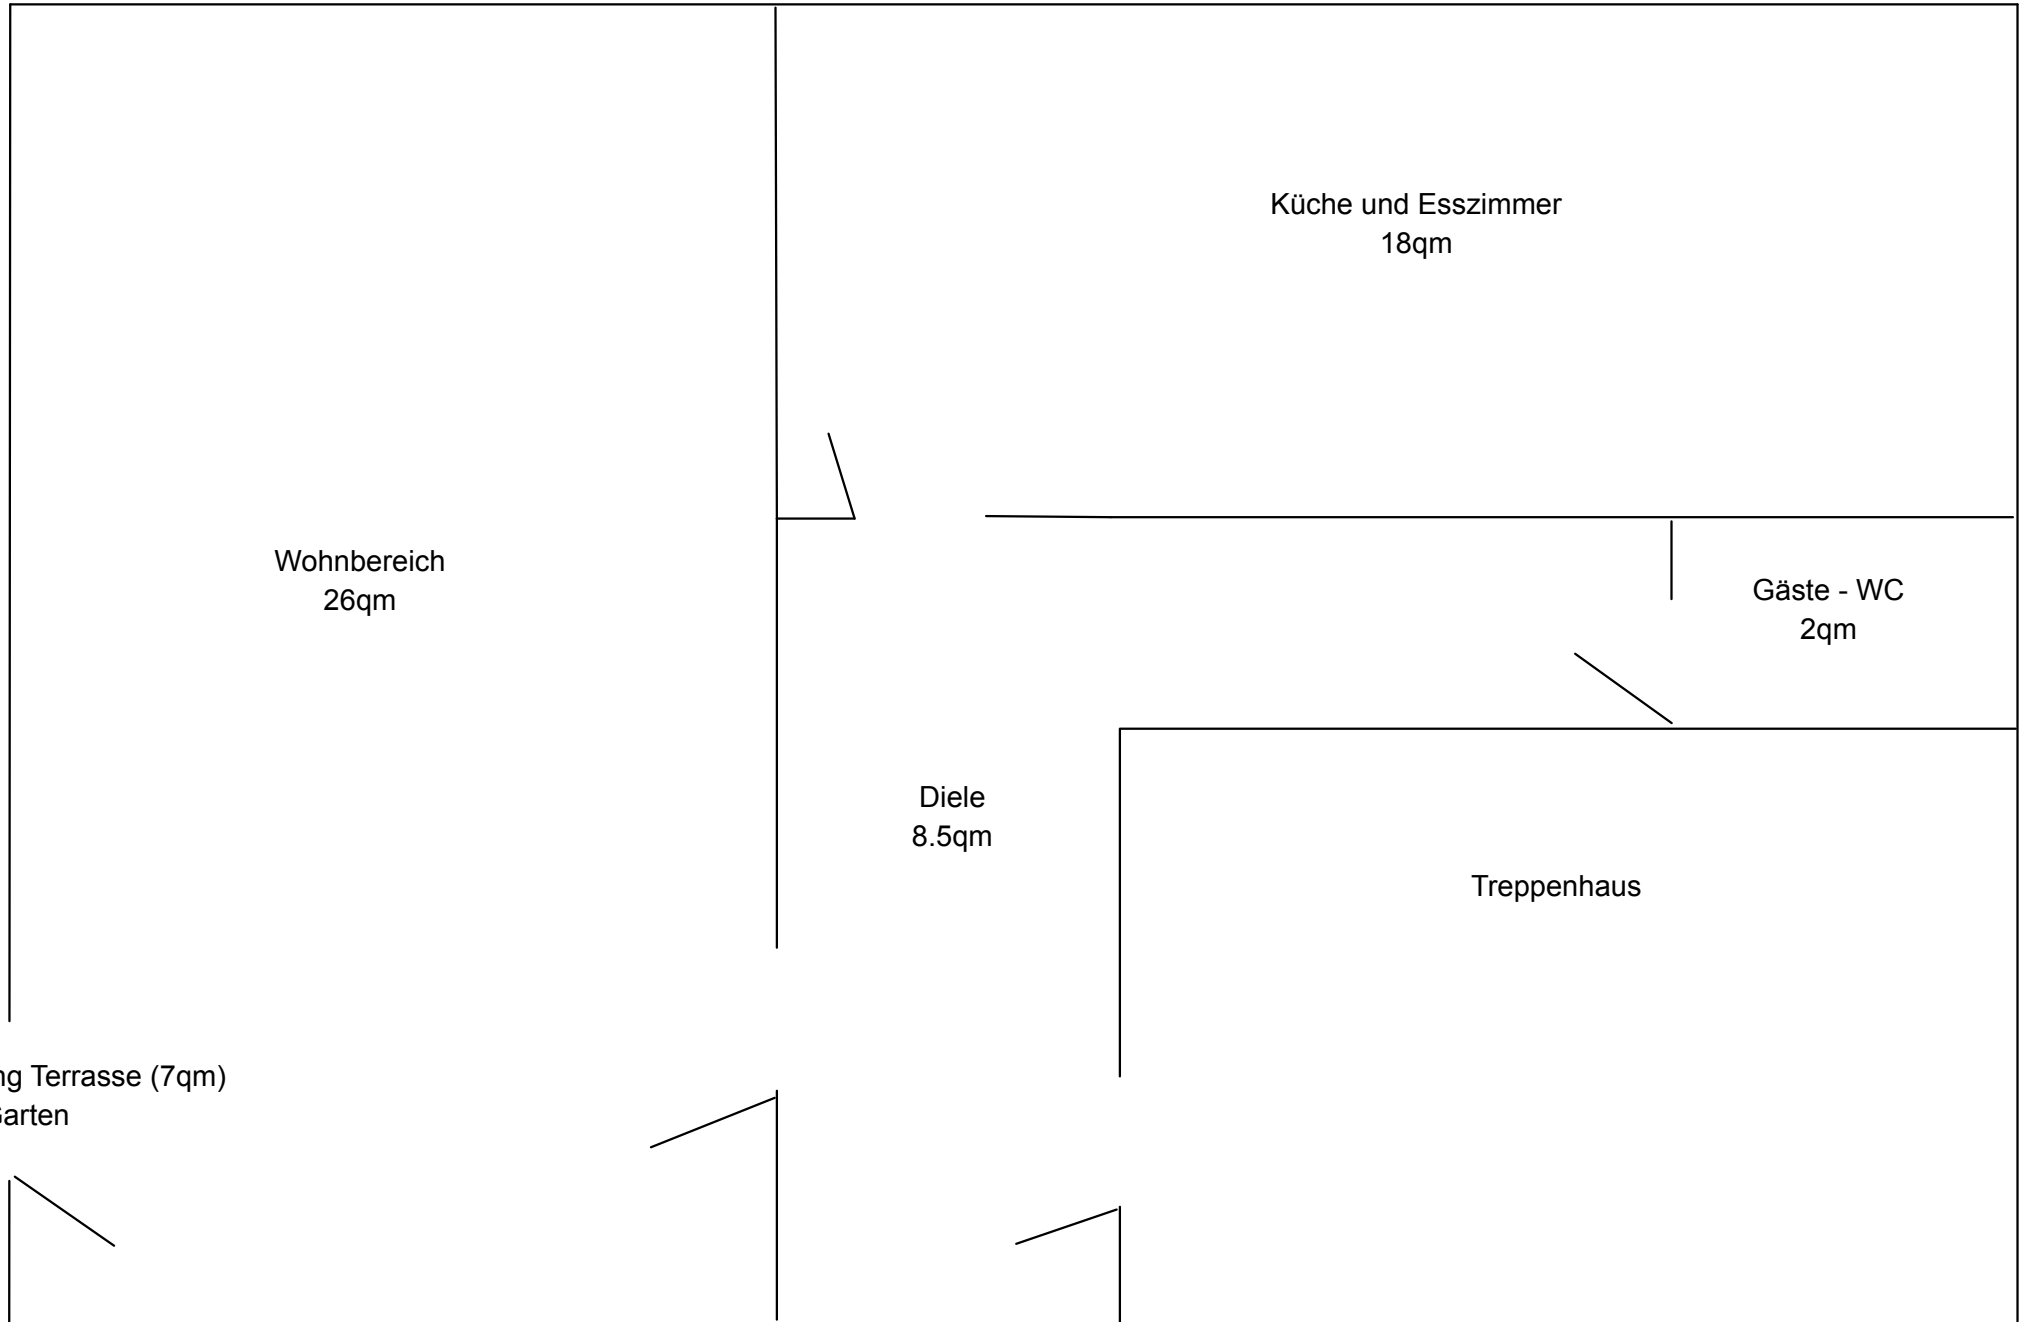 Küche und Esszimmer
18qm
Wohnbereich
26qm
Gäste - WC
2qm
Diele
8.5qm
Treppenhaus
Terrasse (7qm)